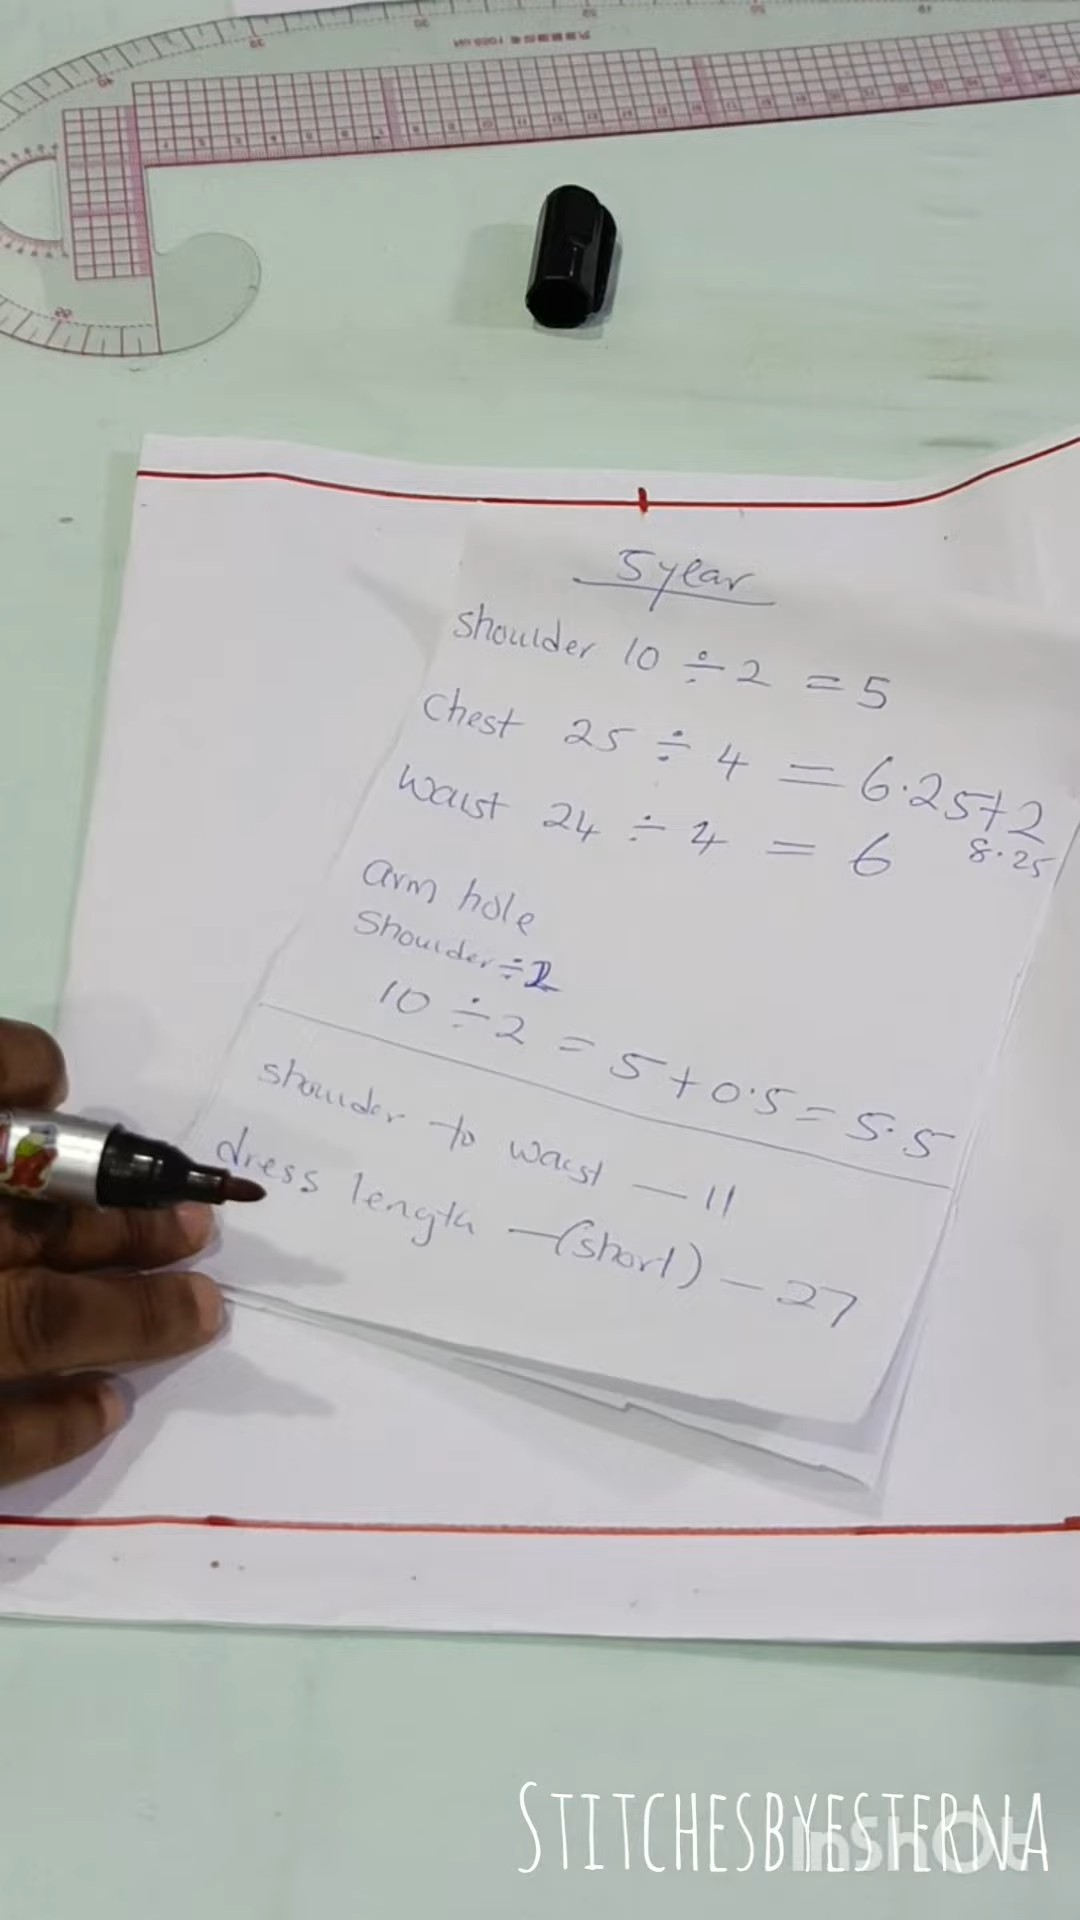 5 year
Shoulder 10 ÷ 2 = 5
Chest 25 ÷ 4 = 6.25+2
8.25
Waist 24 ÷ 4 = 6
arm hole
Shoulder ÷ 2
10 ÷ 2 = 5 + 0.5 = 5.5
shoulder to waist — 11
dress length — (short) — 27
STITCHESBYESTERNA
InShOt